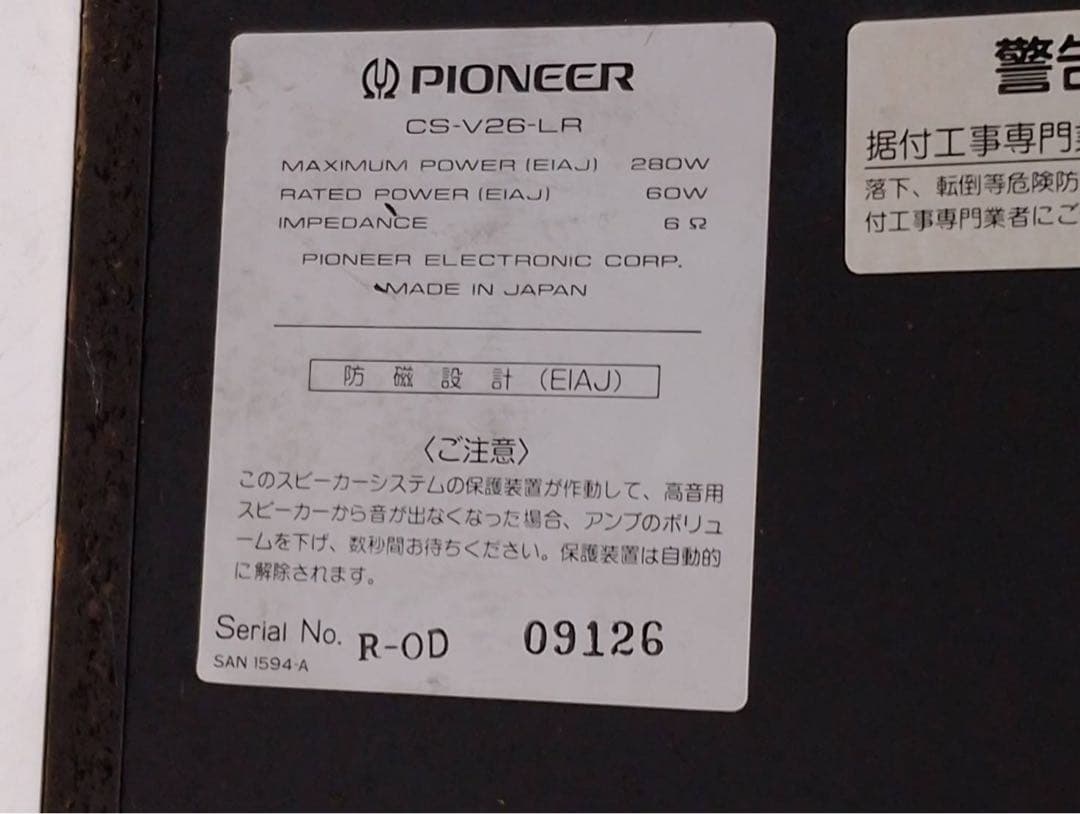 PIONEER
CS-V26-LR
MAXIMUM POWER (EIAJ) 280W
RATED POWER (EIAJ) 60W
IMPEDANCE 6 Ω
PIONEER ELECTRONIC CORP.
MADE IN JAPAN
防磁設計 (EIAJ)
〈ご注意〉
このスピーカーシステムの保護装置が作動して、高音用
スピーカーから音が出なくなった場合、アンプのボリュ
ームを下げ、数秒間お待ちください。保護装置は自動的
に解除されます。
Serial No. R-OD 09126
SAN 1594-A
警告
据付工事専門
落下、転倒等危険防
付工事専門業者にご